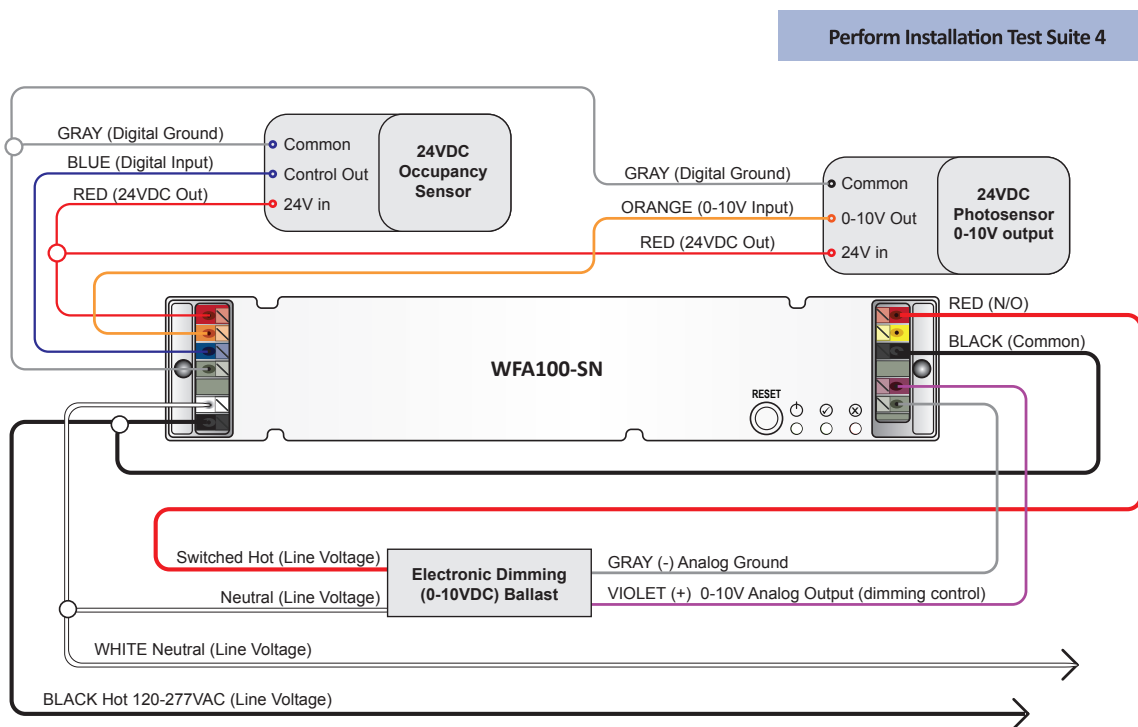 Perform Installation Test Suite 4
GRAY (Digital Ground)
BLUE (Digital Input)
RED (24VDC Out)
Common
Control Out
24V in
24VDC
Occupancy
Sensor
GRAY (Digital Ground)
ORANGE (0-10V Input)
RED (24VDC Out)
Common
0-10V Out
24V in
24VDC
Photosensor
0-10V output
RED (N/O)
BLACK (Common)
WFA100-SN
RESET
Switched Hot (Line Voltage)
Neutral (Line Voltage)
Electronic Dimming
(0-10VDC) Ballast
GRAY (-) Analog Ground
VIOLET (+) 0-10V Analog Output (dimming control)
WHITE Neutral (Line Voltage)
BLACK Hot 120-277VAC (Line Voltage)